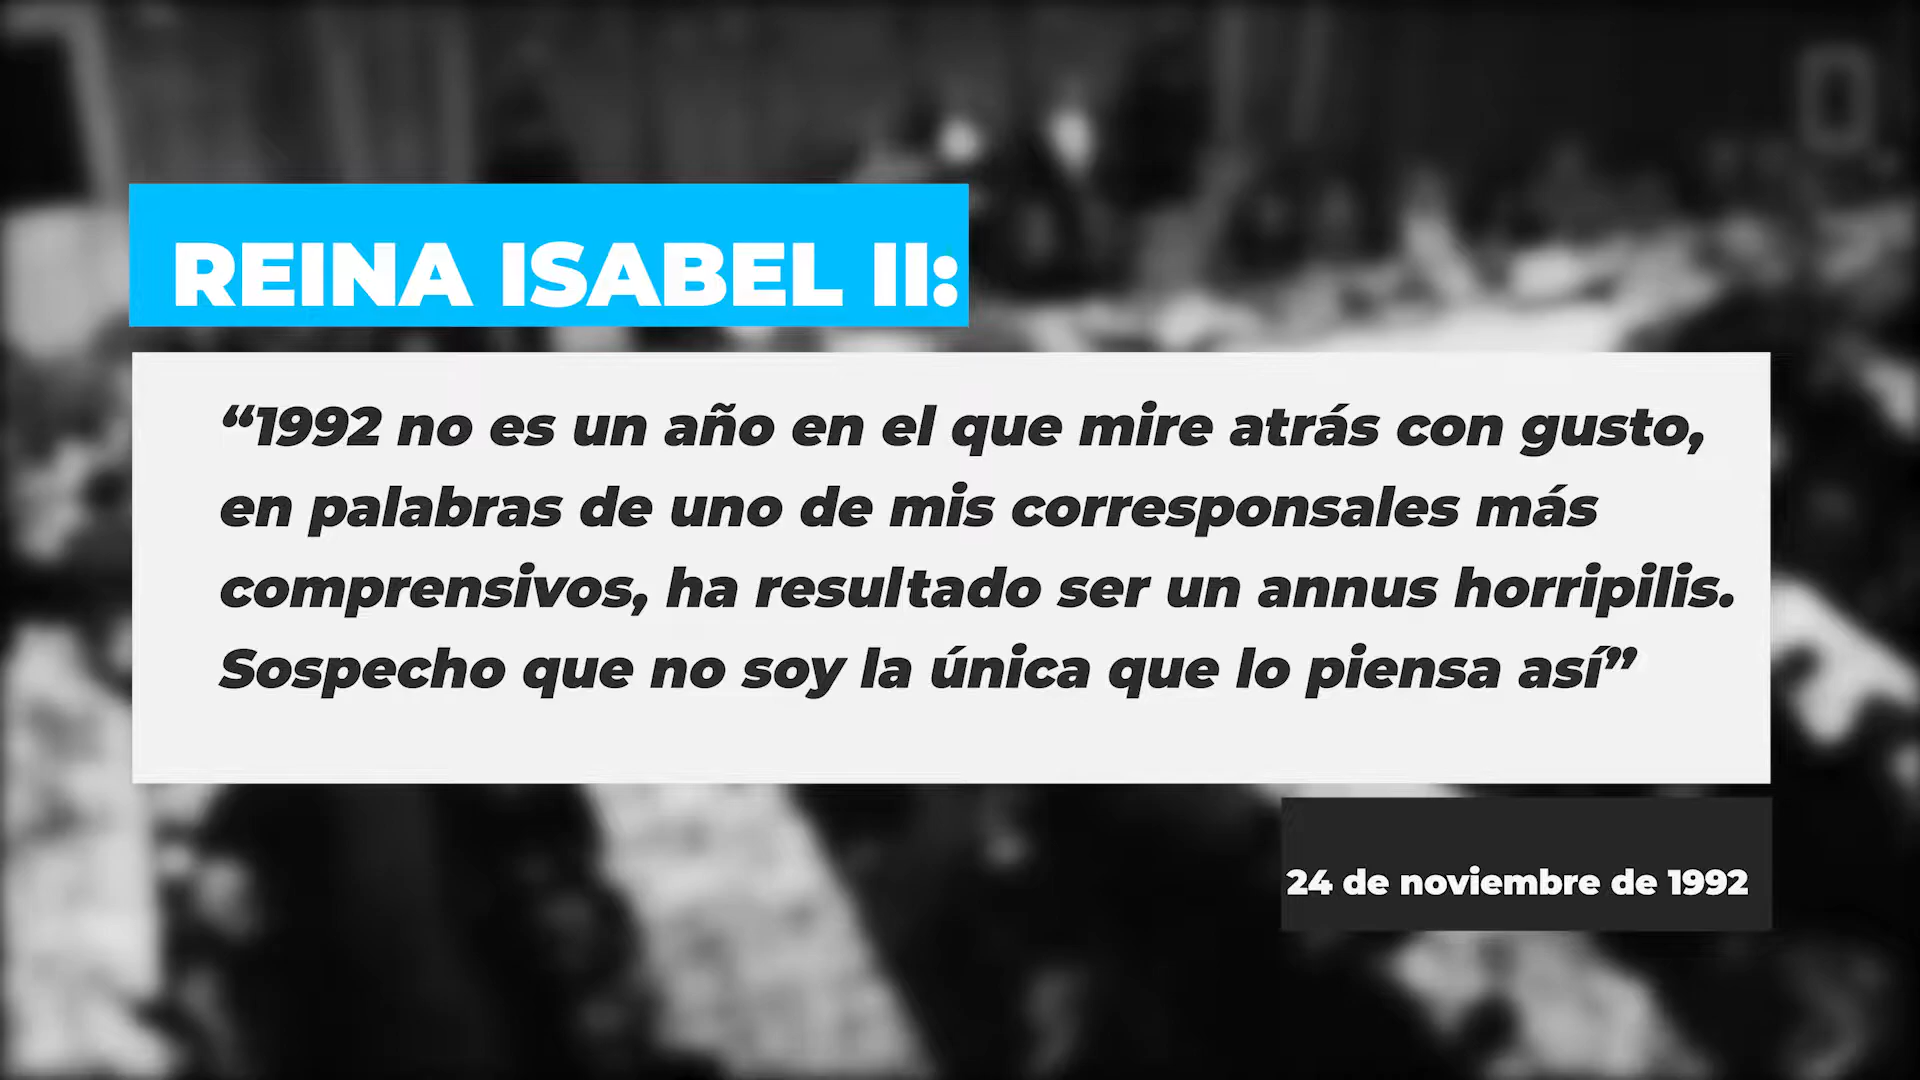 REINA ISABEL II:
“1992 no es un año en el que mire atrás con gusto,
en palabras de uno de mis corresponsales más
comprensivos, ha resultado ser un annus horripilis.
Sospecho que no soy la única que lo piensa así”
24 de noviembre de 1992